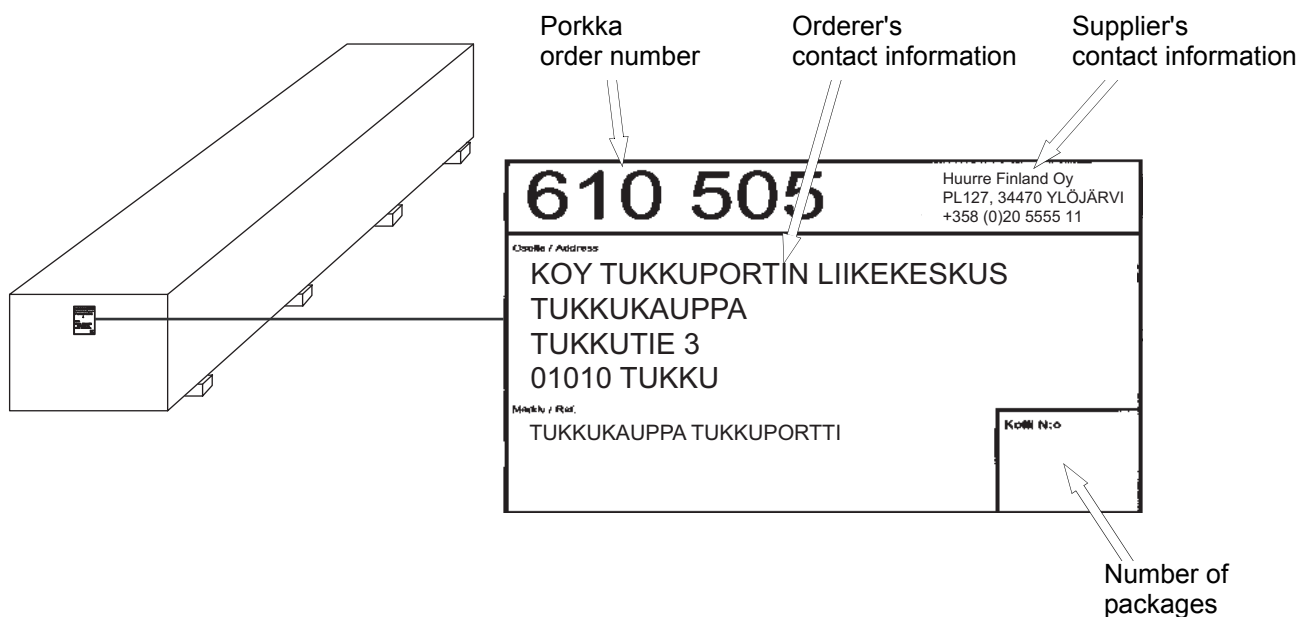 Porkka
order number
Orderer's
contact information
Supplier's
contact information
610 505
Huurre Finland Oy
PL127, 34470 YLÖJÄRVI
+358 (0)20 5555 11
Osoite / Address
KOY TUKKUPORTIN LIIKEKESKUS
TUKKUKAUPPA
TUKKUTIE 3
01010 TUKKU
Merkki / Ref.
TUKKUKAUPPA TUKKUPORTTI
Kolli N:o
Number of
packages